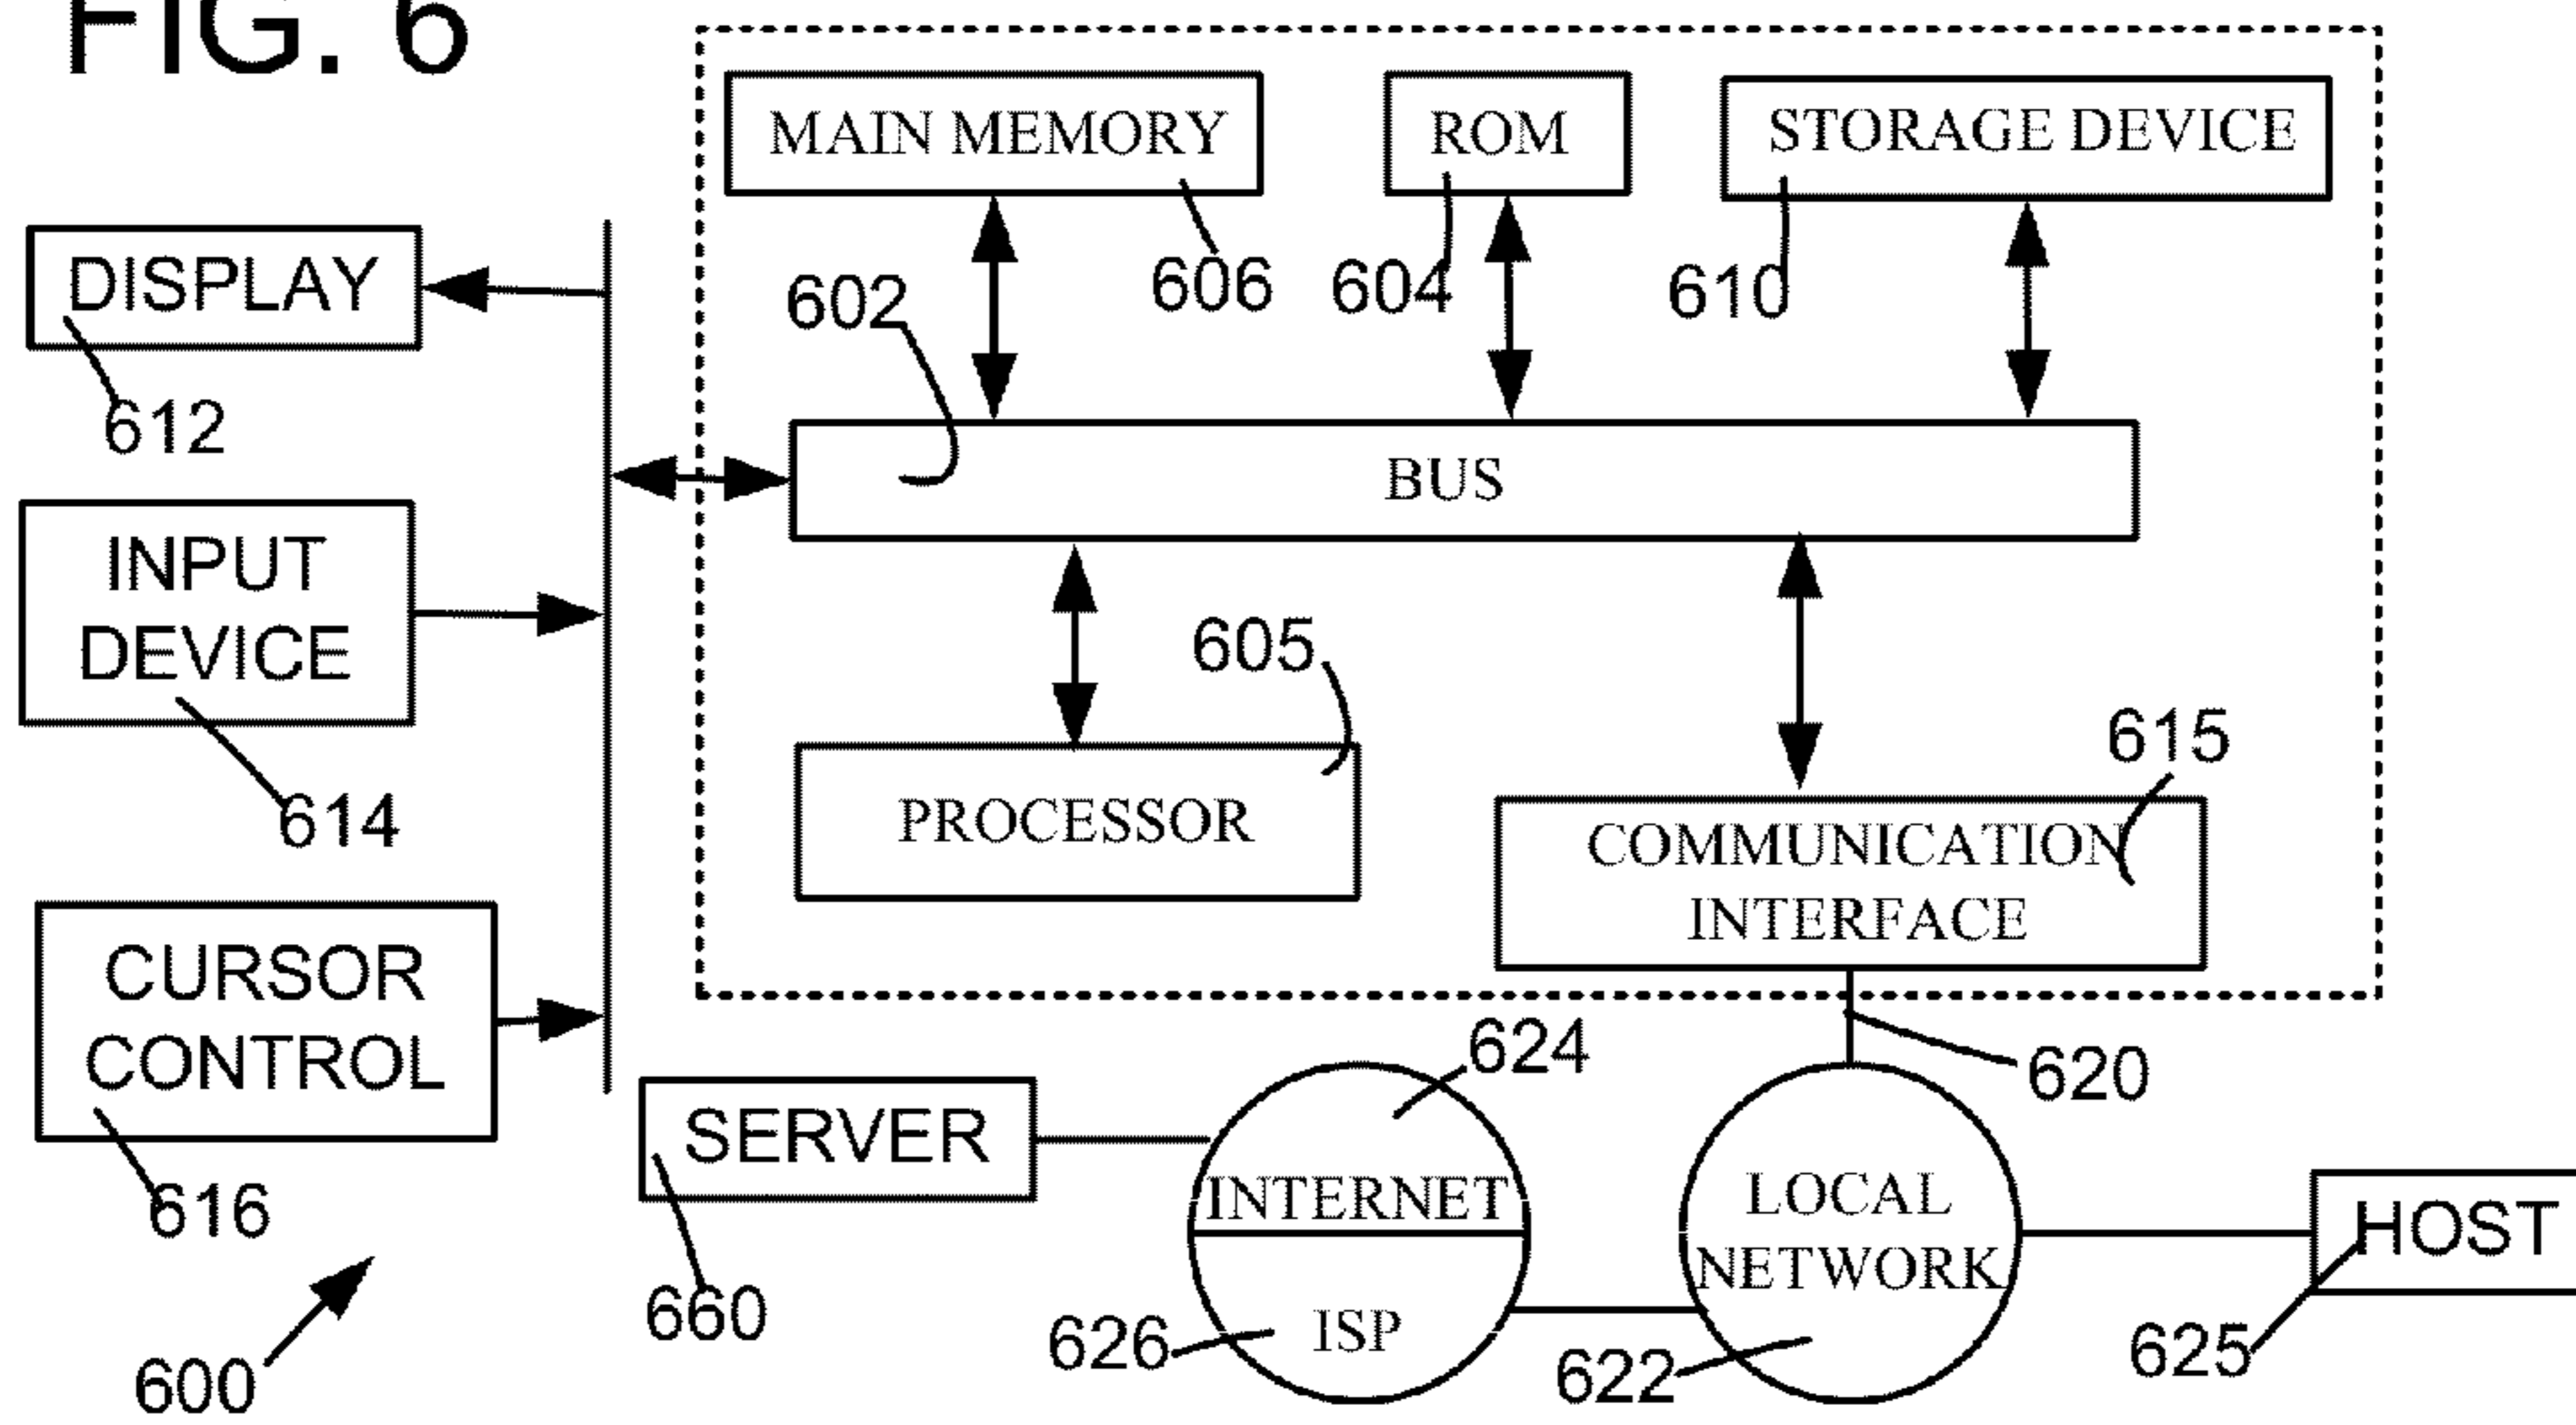 FIG. 6
MAIN MEMORY
ROM
STORAGE DEVICE
606
604
610
602
DISPLAY
612
BUS
INPUT
DEVICE
614
605
615
PROCESSOR
COMMUNICATION
INTERFACE
CURSOR
CONTROL
616
624
620
SERVER
660
INTERNET
ISP
626
LOCAL
NETWORK
622
HOST
625
600